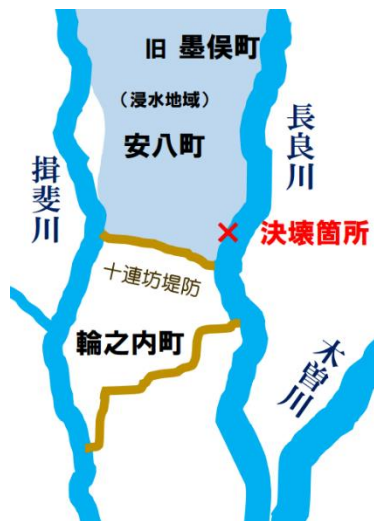 旧 墨俣町
（浸水地域）
安八町
長良川
揖斐川
× 決壊箇所
十連坊堤防
輪之内町
木曽川